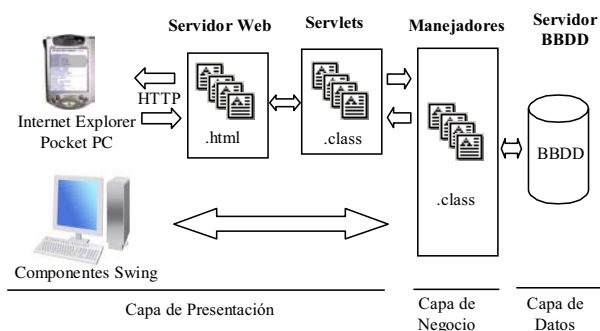 Servidor Web
Servlets
Manejadores
Servidor
BBDD
HTTP
Internet Explorer
Pocket PC
.html
.class
.class
BBDD
Componentes Swing
Capa de Presentación
Capa de
Negocio
Capa de
Datos